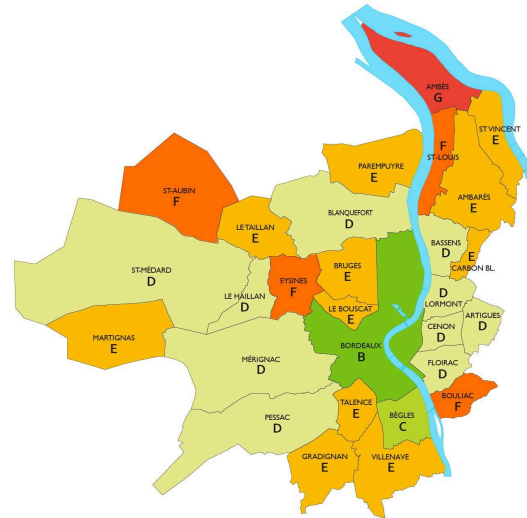 AMBÈS
G
ST VINCENT
E
F
ST-LOUIS
PAREMPUYRE
E
ST-AUBIN
F
AMBARÈS
E
BLANQUEFORT
D
LE TAILLAN
E
BASSENS
D
E
CARBON BL.
BRUGES
E
ST-MÉDARD
D
EYSINES
F
LE HAILLAN
D
D
LORMONT
LE BOUSCAT
E
ARTIGUES
D
CENON
D
MARTIGNAS
E
BORDEAUX
B
MÉRIGNAC
D
FLOIRAC
D
BOULIAC
F
TALENCE
E
BÈGLES
C
PESSAC
D
GRADIGNAN
E
VILLENAVE
E